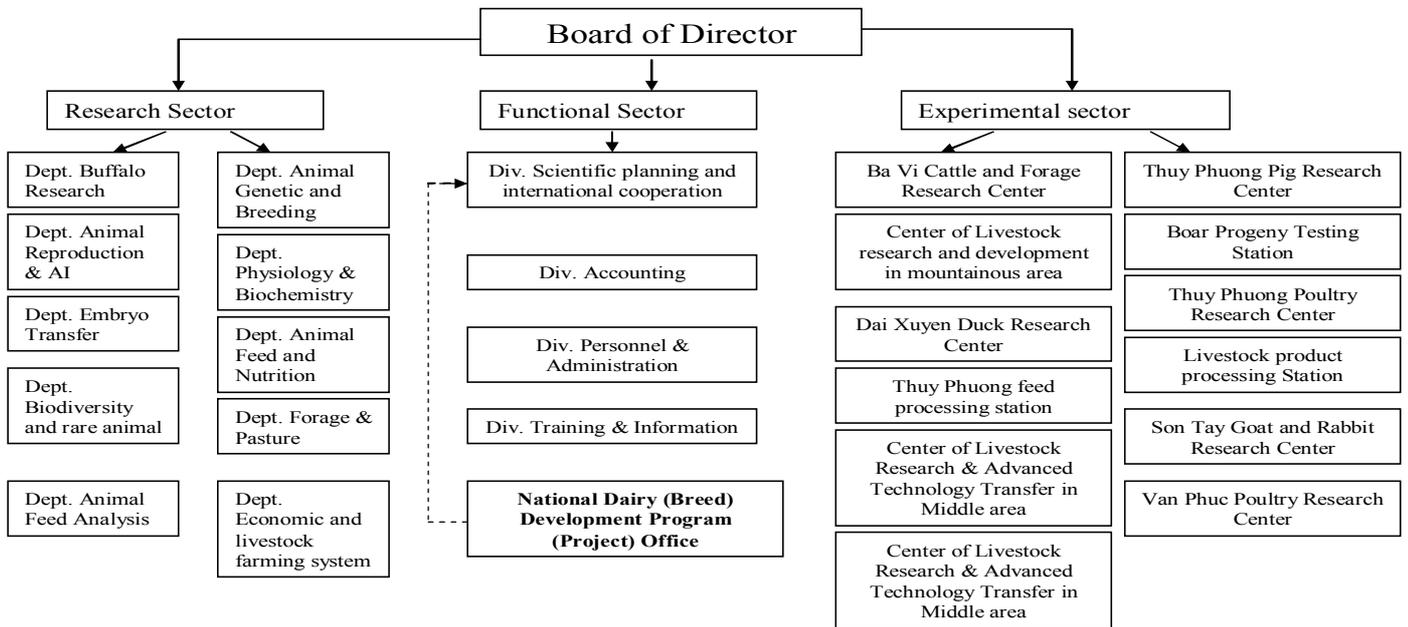 Board of Director
Research Sector
Dept. Buffalo
Research
Dept. Animal
Reproduction
& AI
Dept. Embryo
Transfer
Dept.
Biodiversity
and rare animal
Dept. Animal
Feed Analysis
Dept. Animal
Genetic and
Breeding
Dept.
Physiology &
Biochemistry
Dept. Animal
Feed and
Nutrition
Dept. Forage &
Pasture
Dept.
Economic and
livestock
farming system
Functional Sector
Div. Scientific planning and
international cooperation
Div. Accounting
Div. Personnel &
Administration
Div. Training & Information
National Dairy (Breed)
Development Program
(Project) Office
Experimental sector
Ba Vi Cattle and Forage
Research Center
Center of Livestock
research and development
in mountainous area
Dai Xuyen Duck Research
Center
Thuy Phuong feed
processing station
Center of Livestock
Research & Advanced
Technology Transfer in
Middle area
Center of Livestock
Research & Advanced
Technology Transfer in
Middle area
Thuy Phuong Pig Research
Center
Boar Progeny Testing
Station
Thuy Phuong Poultry
Research Center
Livestock product
processing Station
Son Tay Goat and Rabbit
Research Center
Van Phuc Poultry Research
Center